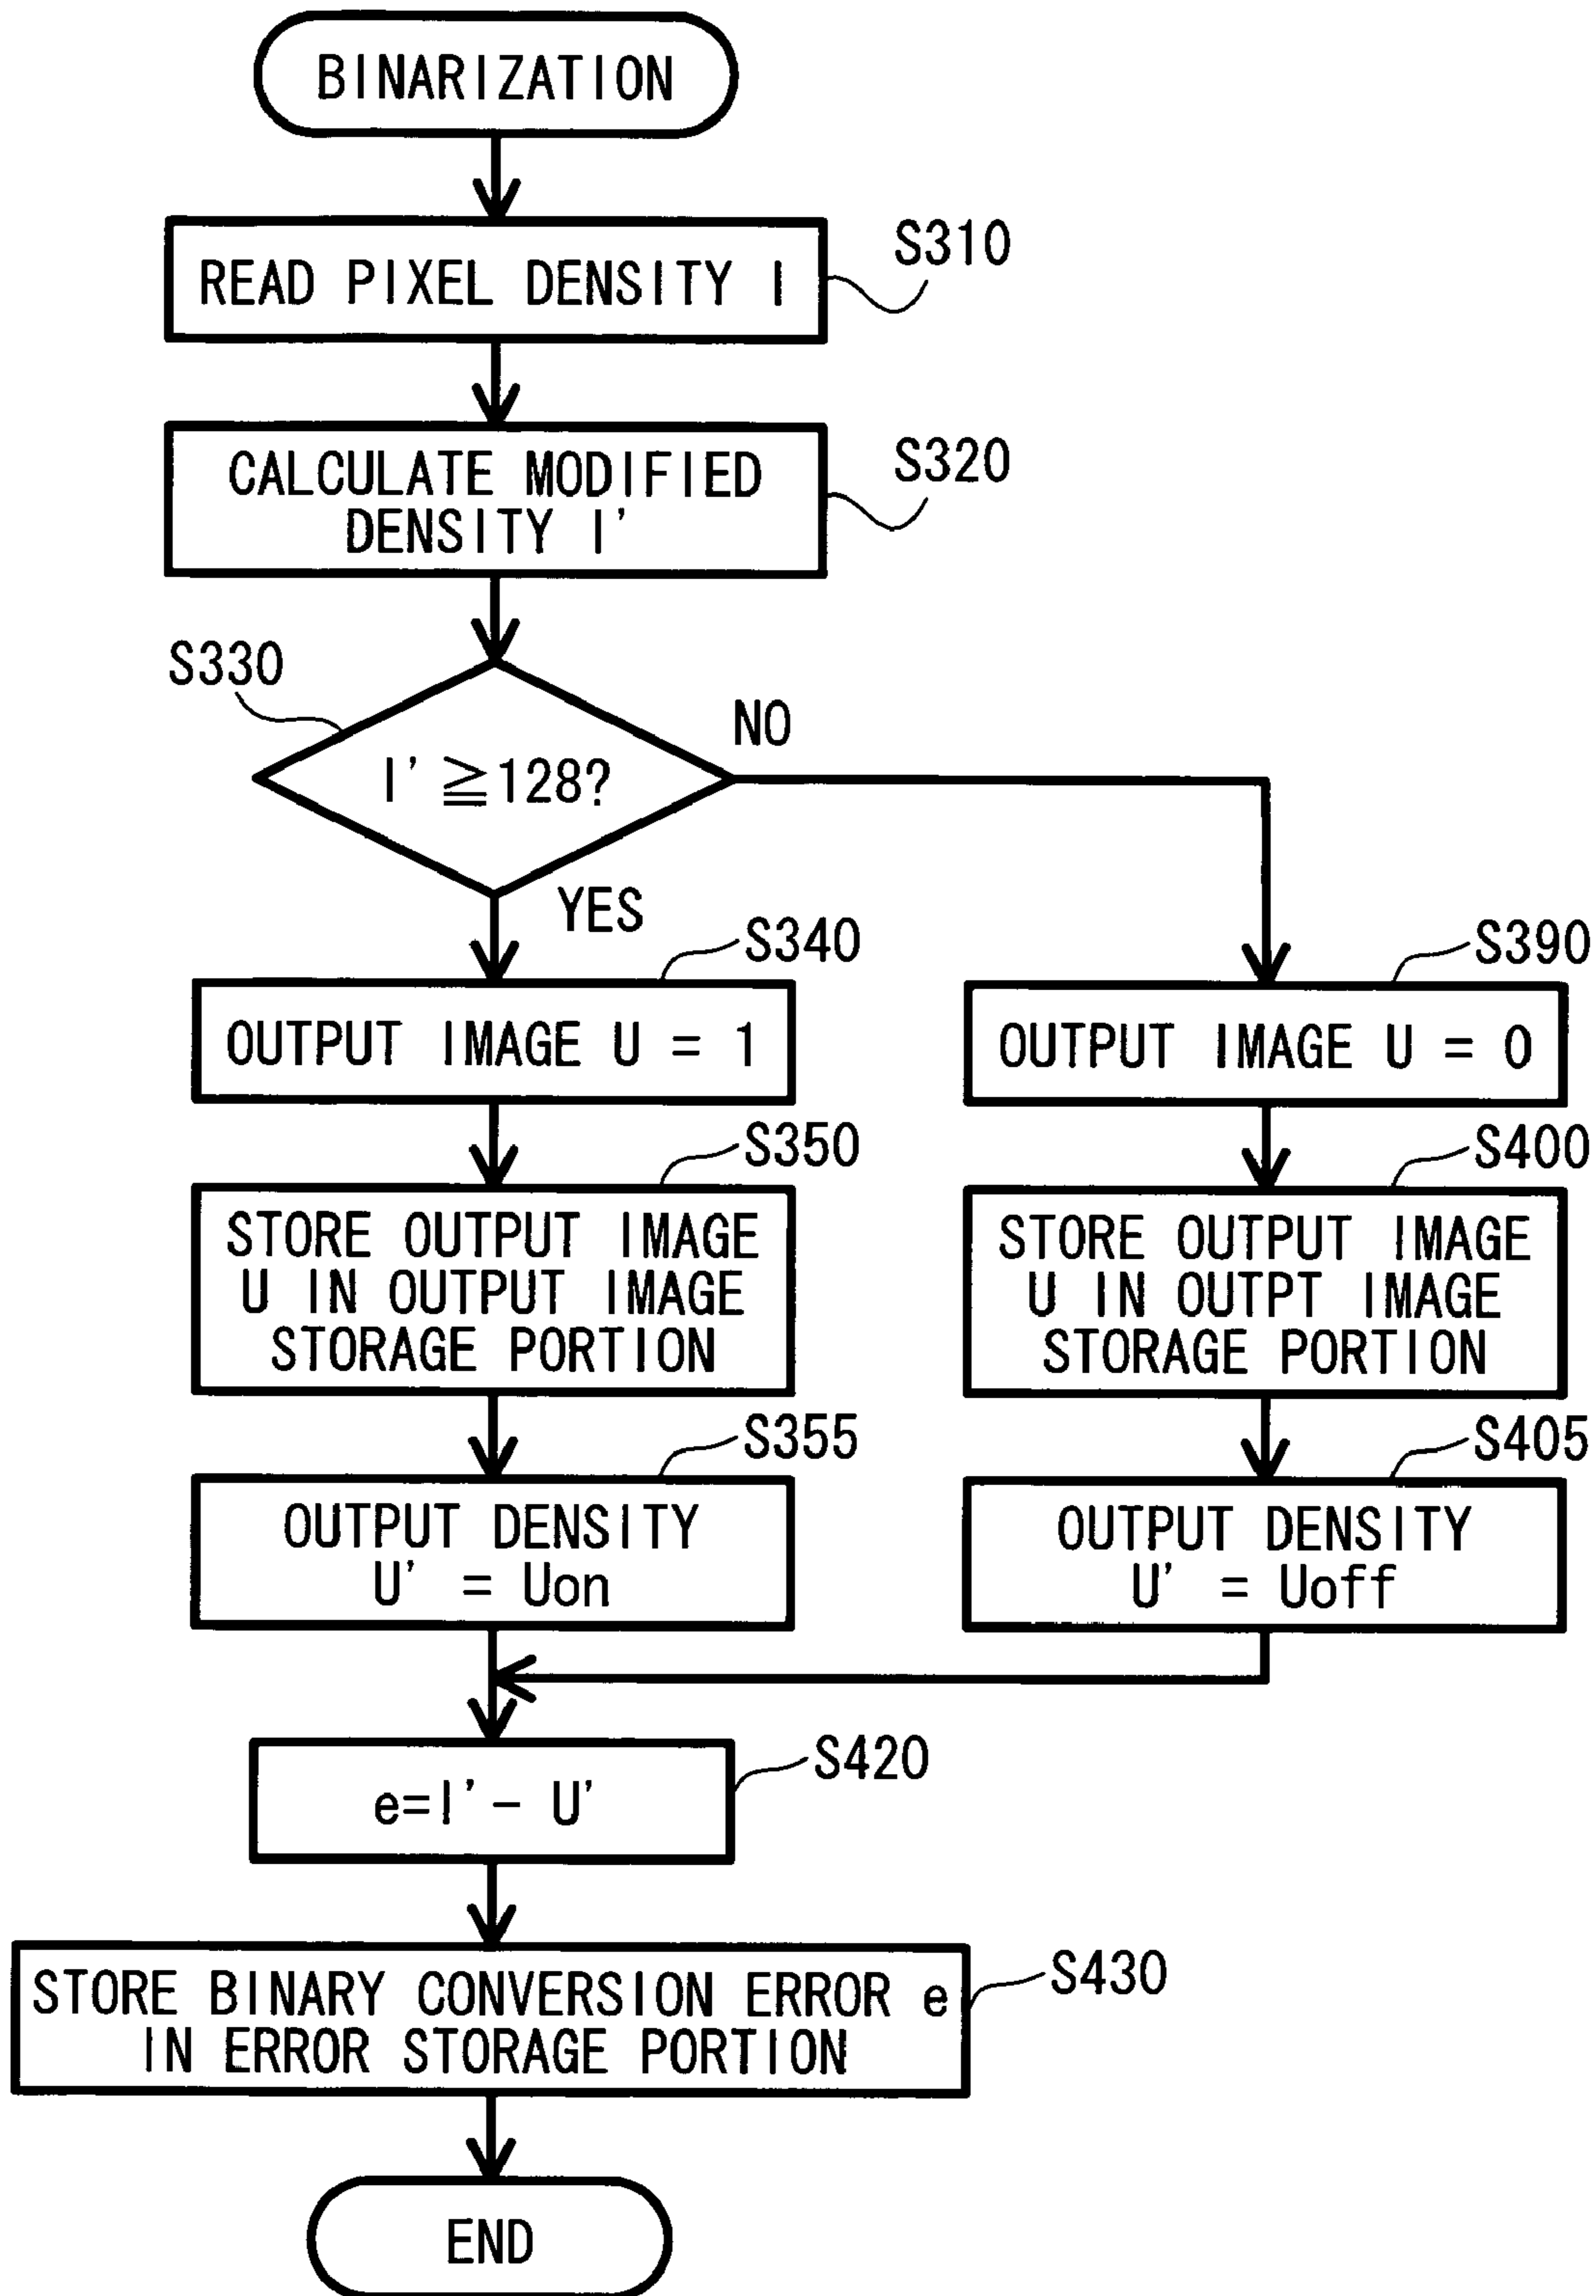 BINARIZATION
READ PIXEL DENSITY I
S310
CALCULATE MODIFIED
DENSITY I'
S320
S330
I' ≧128?
NO
YES
S340
OUTPUT IMAGE U = 1
S350
STORE OUTPUT IMAGE
U IN OUTPUT IMAGE
STORAGE PORTION
S355
OUTPUT DENSITY
U' = Uon
S390
OUTPUT IMAGE U = 0
S400
STORE OUTPUT IMAGE
U IN OUTPT IMAGE
STORAGE PORTION
S405
OUTPUT DENSITY
U' = Uoff
S420
e=I'- U'
STORE BINARY CONVERSION ERROR e
IN ERROR STORAGE PORTION
S430
END